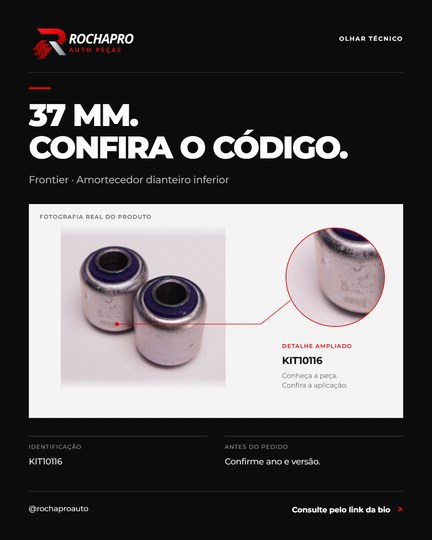 ROCHAPRO
AUTO PEÇAS
OLHAR TÉCNICO
37 MM.
CONFIRA O CÓDIGO.
Frontier · Amortecedor dianteiro inferior
FOTOGRAFIA REAL DO PRODUTO
DETALHE AMPLIADO
KIT10116
Conheça a peça.
Confira a aplicação.
IDENTIFICAÇÃO
KIT10116
ANTES DO PEDIDO
Confirme ano e versão.
@rochaproauto
Consulte pelo link da bio